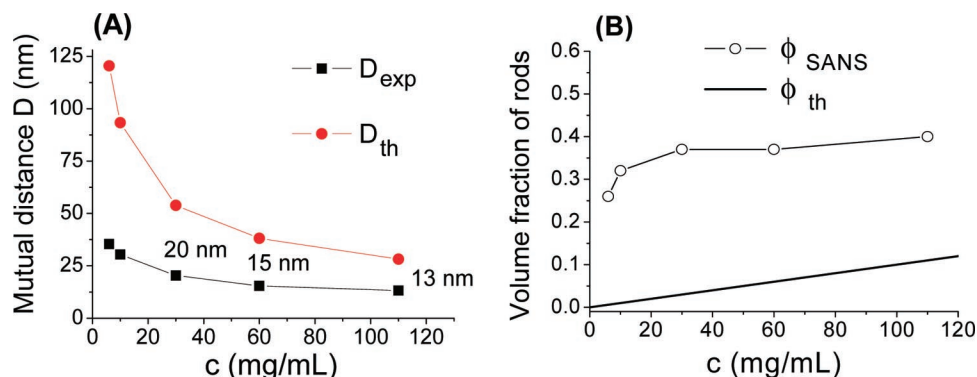 (A)
Mutual distance D (nm)
125
100
75
50
25
0
D exp
D th
20 nm
15 nm
13 nm
0 20 40 60 80 100 120
c (mg/mL)
(B)
Volume fraction of rods
0.6
0.5
0.4
0.3
0.2
0.1
0.0
ϕ SANS
ϕ th
0 20 40 60 80 100 120
c (mg/mL)